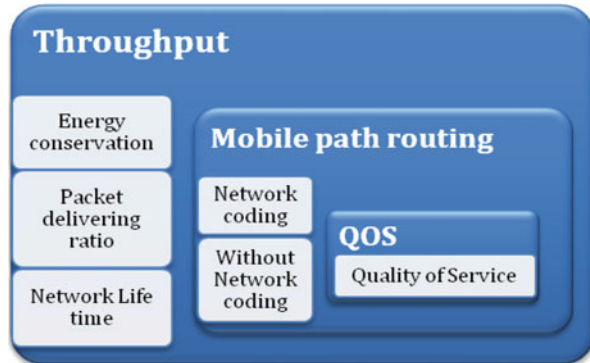 Throughput
Energy
conservation
Packet
delivering
ratio
Network Life
time
Mobile path routing
Network
coding
Without
Network
coding
QOS
Quality of Service